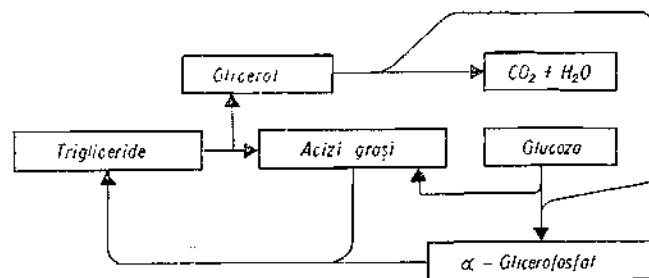 Glicerol
CO₂ + H₂O
Trigliceride
Acizi grași
Glucoza
α - Glicerofosfat